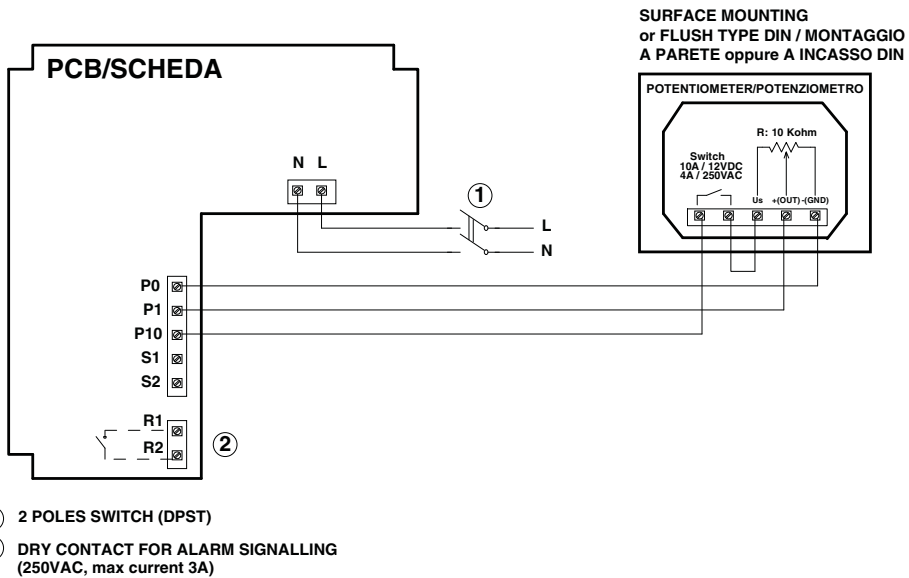 SURFACE MOUNTING
or FLUSH TYPE DIN / MONTAGGIO
A PARETE oppure A INCASSO DIN
PCB/SCHEDA
POTENTIOMETER/POTENZIOMETRO
R: 10 Kohm
Switch
10A / 12VDC
4A / 250VAC
Us +(OUT) -(GND)
N L
1
L
N
P0
P1
P10
S1
S2
R1
R2
2
2 POLES SWITCH (DPST)
DRY CONTACT FOR ALARM SIGNALLING
(250VAC, max current 3A)